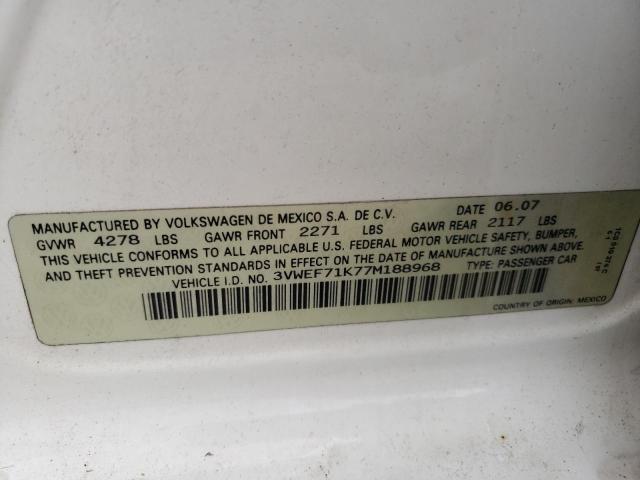 MANUFACTURED BY VOLKSWAGEN DE MEXICO S.A. DE C.V. DATE 06.07
GVWR 4278 LBS GAWR FRONT 2271 LBS GAWR REAR 2117 LBS
THIS VEHICLE CONFORMS TO ALL APPLICABLE U.S. FEDERAL MOTOR VEHICLE SAFETY, BUMPER,
AND THEFT PREVENTION STANDARDS IN EFFECT ON THE DATE OF MANUFACTURE SHOWN ABOVE.
VEHICLE I.D. NO. 3VWEF71K77M188968 TYPE: PASSENGER CAR
COUNTRY OF ORIGIN: MEXICO